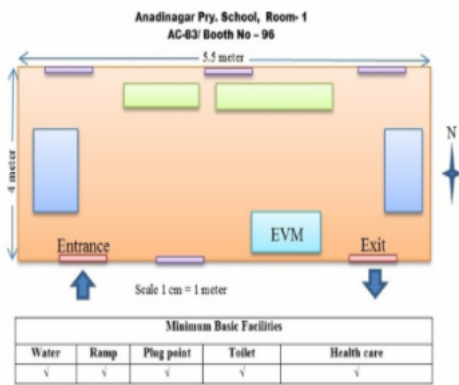 Anadinagar Pry. School, Room- 1
AC-83/ Booth No – 96
5.5 meter
4 meter
N
EVM
Entrance
Exit
Scale 1 cm = 1 meter
Minimum Basic Facilities
Water Ramp Plug point Toilet Health care
√ √ √ √ √